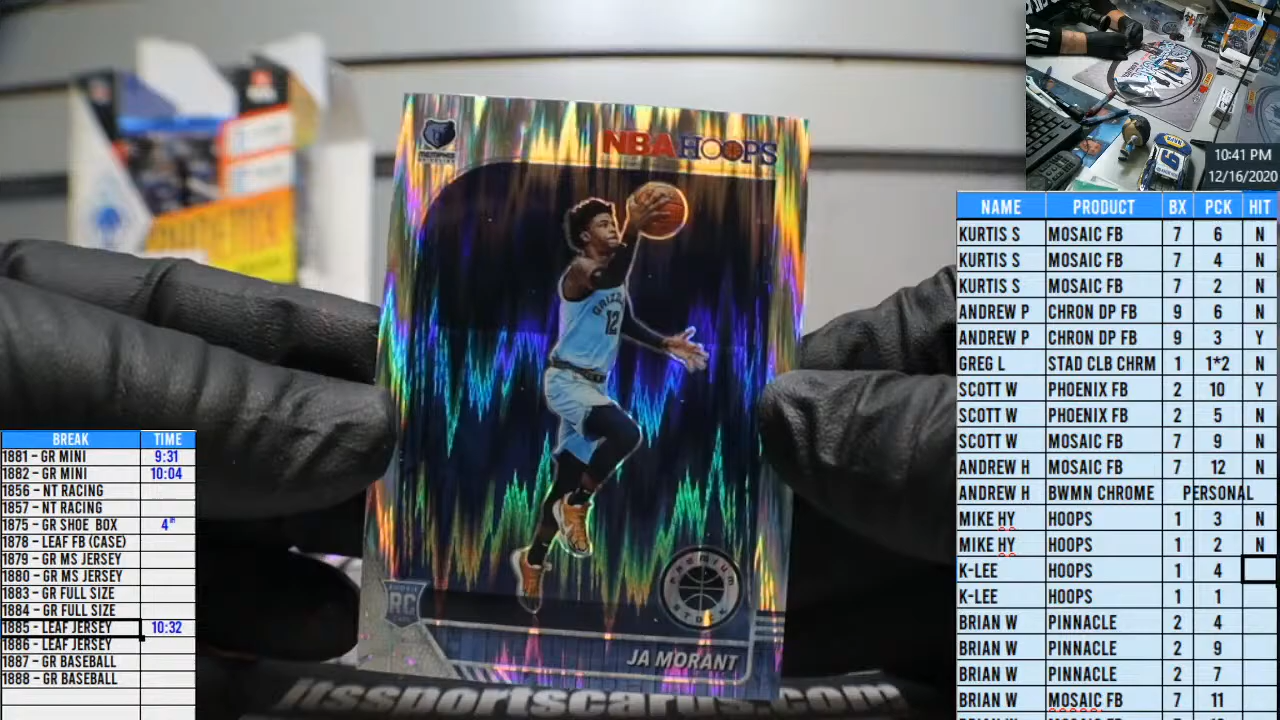 NBA HOOPS
GRIZZ
12
RC
PREMIUM
STOCK
JA MORANT
itssportscards.com
10:41 PM
12/16/2020
NAME PRODUCT BX PCK HIT
KURTIS S MOSAIC FB 7 6 N
KURTIS S MOSAIC FB 7 4 N
KURTIS S MOSAIC FB 7 2 N
ANDREW P CHRON DP FB 9 6 N
ANDREW P CHRON DP FB 9 3 Y
GREG L STAD CLB CHRM 1 1*2 N
SCOTT W PHOENIX FB 2 10 Y
SCOTT W PHOENIX FB 2 5 N
SCOTT W MOSAIC FB 7 9 N
ANDREW H MOSAIC FB 7 12 N
ANDREW H BWMN CHROME PERSONAL
MIKE HY HOOPS 1 3 N
MIKE HY HOOPS 1 2 N
K-LEE HOOPS 1 4
K-LEE HOOPS 1 1
BRIAN W PINNACLE 2 4
BRIAN W PINNACLE 2 9
BRIAN W PINNACLE 2 7
BRIAN W MOSAIC FB 7 11
BREAK TIME
1881 - GR MINI 9:31
1882 - GR MINI 10:04
1856 - NT RACING
1857 - NT RACING
1875 - GR SHOE BOX 4th
1878 - LEAF FB (CASE)
1879 - GR MS JERSEY
1880 - GR MS JERSEY
1883 - GR FULL SIZE
1884 - GR FULL SIZE
1885 - LEAF JERSEY 10:32
1886 - LEAF JERSEY
1887 - GR BASEBALL
1888 - GR BASEBALL